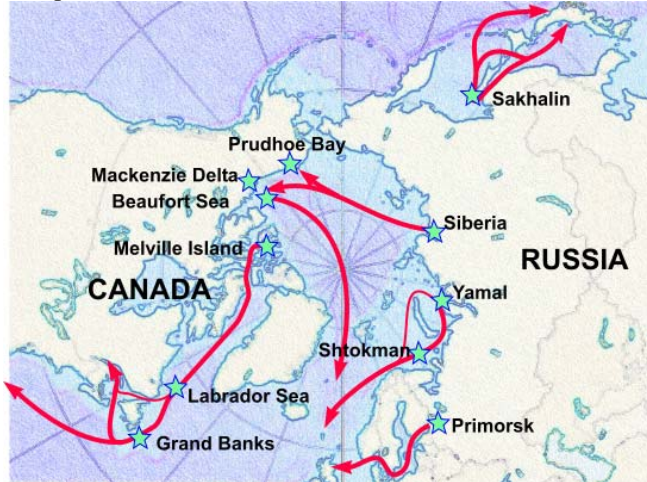 Sakhalin
Prudhoe Bay
Mackenzie Delta
Beaufort Sea
Siberia
Melville Island
RUSSIA
CANADA
Yamal
Shtokman
Labrador Sea
Primorsk
Grand Banks